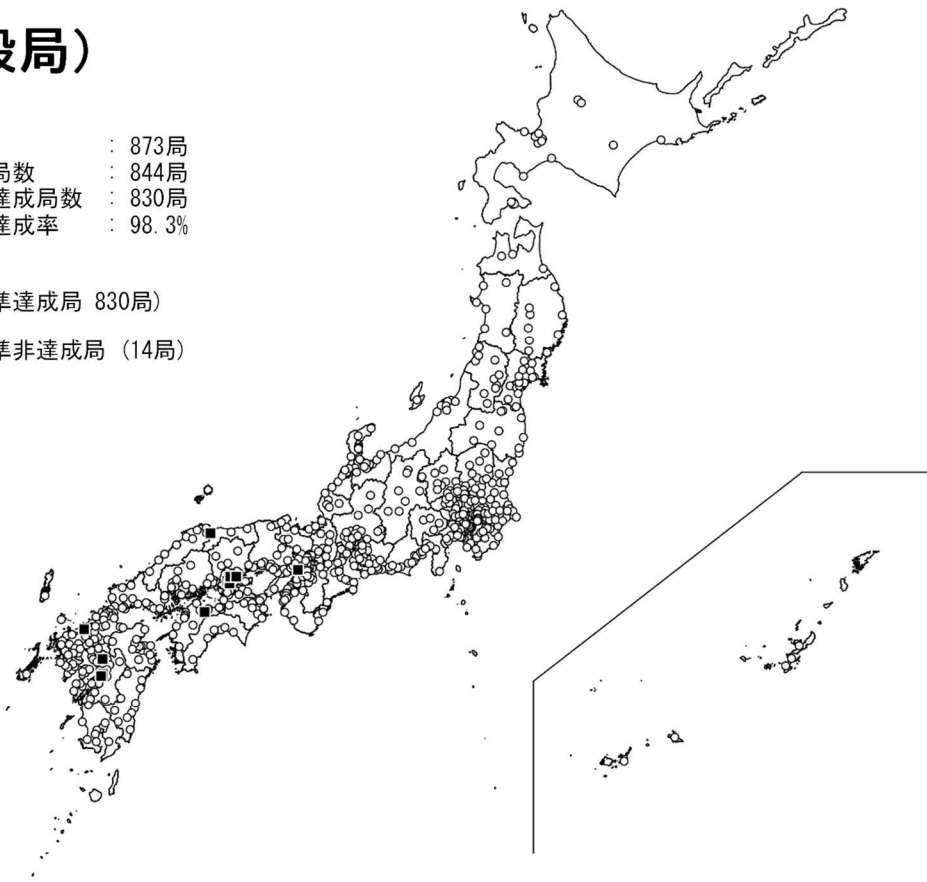 設局）
: 873局
局数 : 844局
達成局数 : 830局
達成率 : 98.3%
準達成局 830局）
準非達成局 （14局）